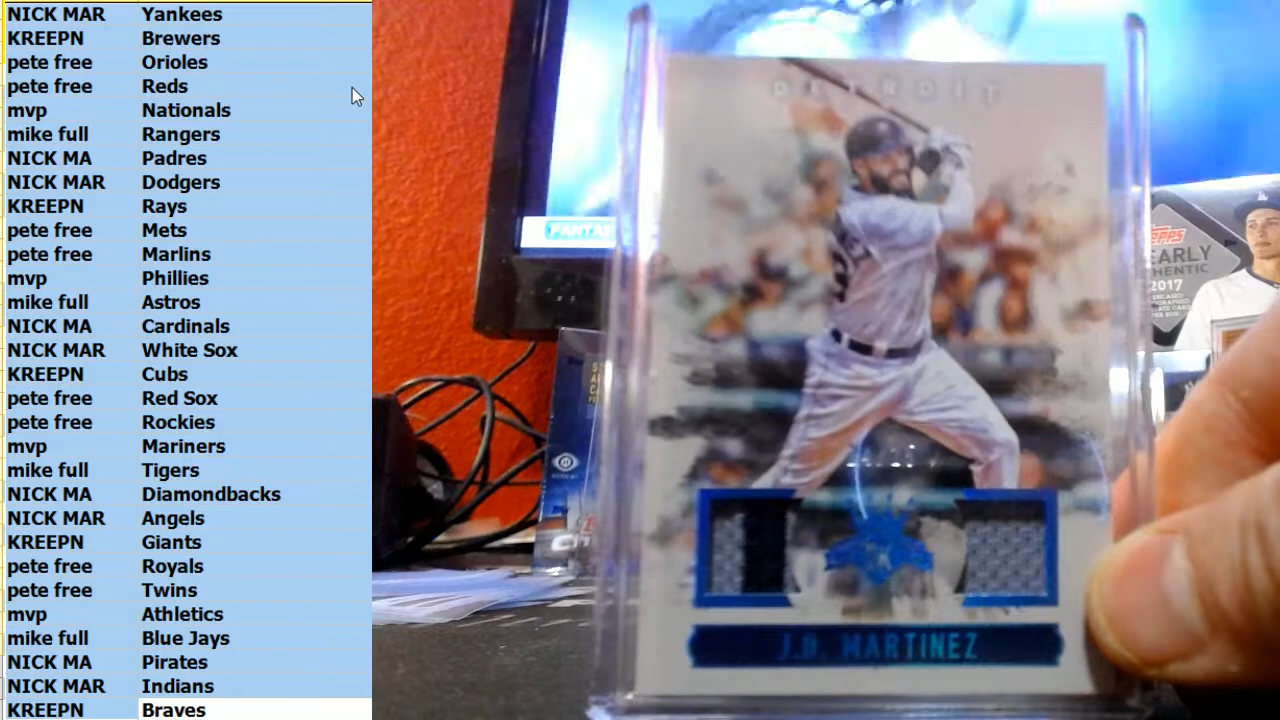 NICK MAR Yankees
KREEPN Brewers
pete free Orioles
pete free Reds
mvp Nationals
mike full Rangers
NICK MA Padres
NICK MAR Dodgers
KREEPN Rays
pete free Mets
pete free Marlins
mvp Phillies
mike full Astros
NICK MA Cardinals
NICK MAR White Sox
KREEPN Cubs
pete free Red Sox
pete free Rockies
mvp Mariners
mike full Tigers
NICK MA Diamondbacks
NICK MAR Angels
KREEPN Giants
pete free Royals
pete free Twins
mvp Athletics
mike full Blue Jays
NICK MA Pirates
NICK MAR Indians
KREEPN Braves
DETROIT
J.D. MARTINEZ
FANTAS
TOPPS
EARLY
HENTIC
2017